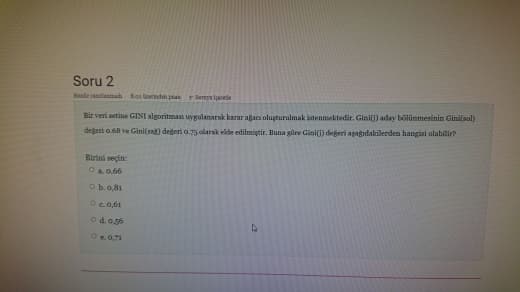 Soru 2
Henüz yanıtlanmadı 8,00 üzerinden puan Soruyu işaretle
Bir veri setine GINI algoritması uygulanarak karar ağacı oluşturulmak istenmektedir. Gini(j) aday bölünmesinin Gini(sol)
değeri 0.68 ve Gini(sağ) değeri 0.75 olarak elde edilmiştir. Buna göre Gini(j) değeri aşağıdakilerden hangisi olabilir?
Birini seçin:
a. 0,66
b. 0,81
c. 0,61
d. 0,56
e. 0,71